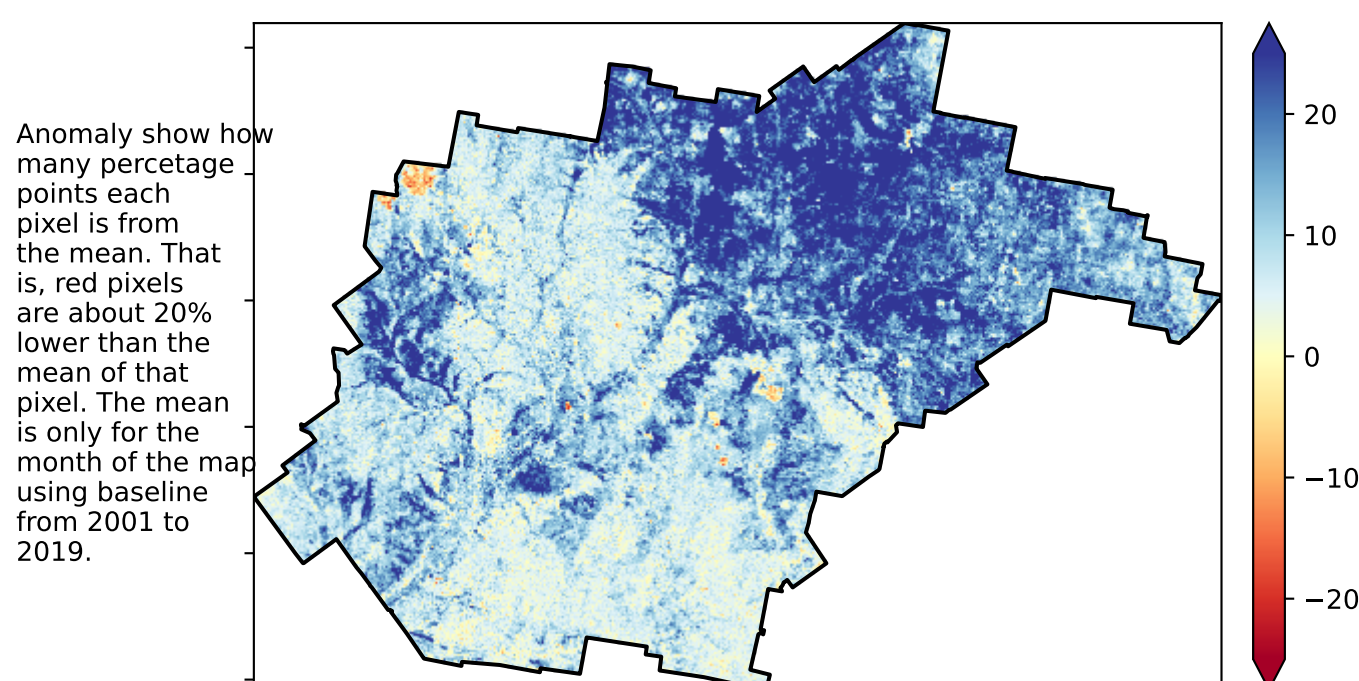 Anomaly show how
many percetage
points each
pixel is from
the mean. That
is, red pixels
are about 20%
lower than the
mean of that
pixel. The mean
is only for the
month of the map
using baseline
from 2001 to
2019.
20
10
0
−10
−20